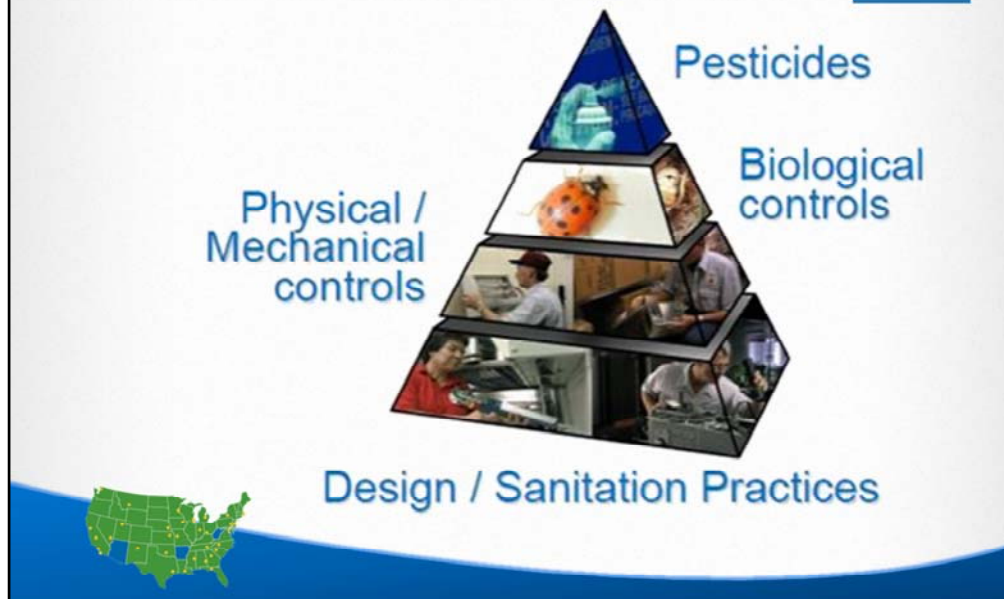 Pesticides
Biological
controls
Physical /
Mechanical
controls
Design / Sanitation Practices